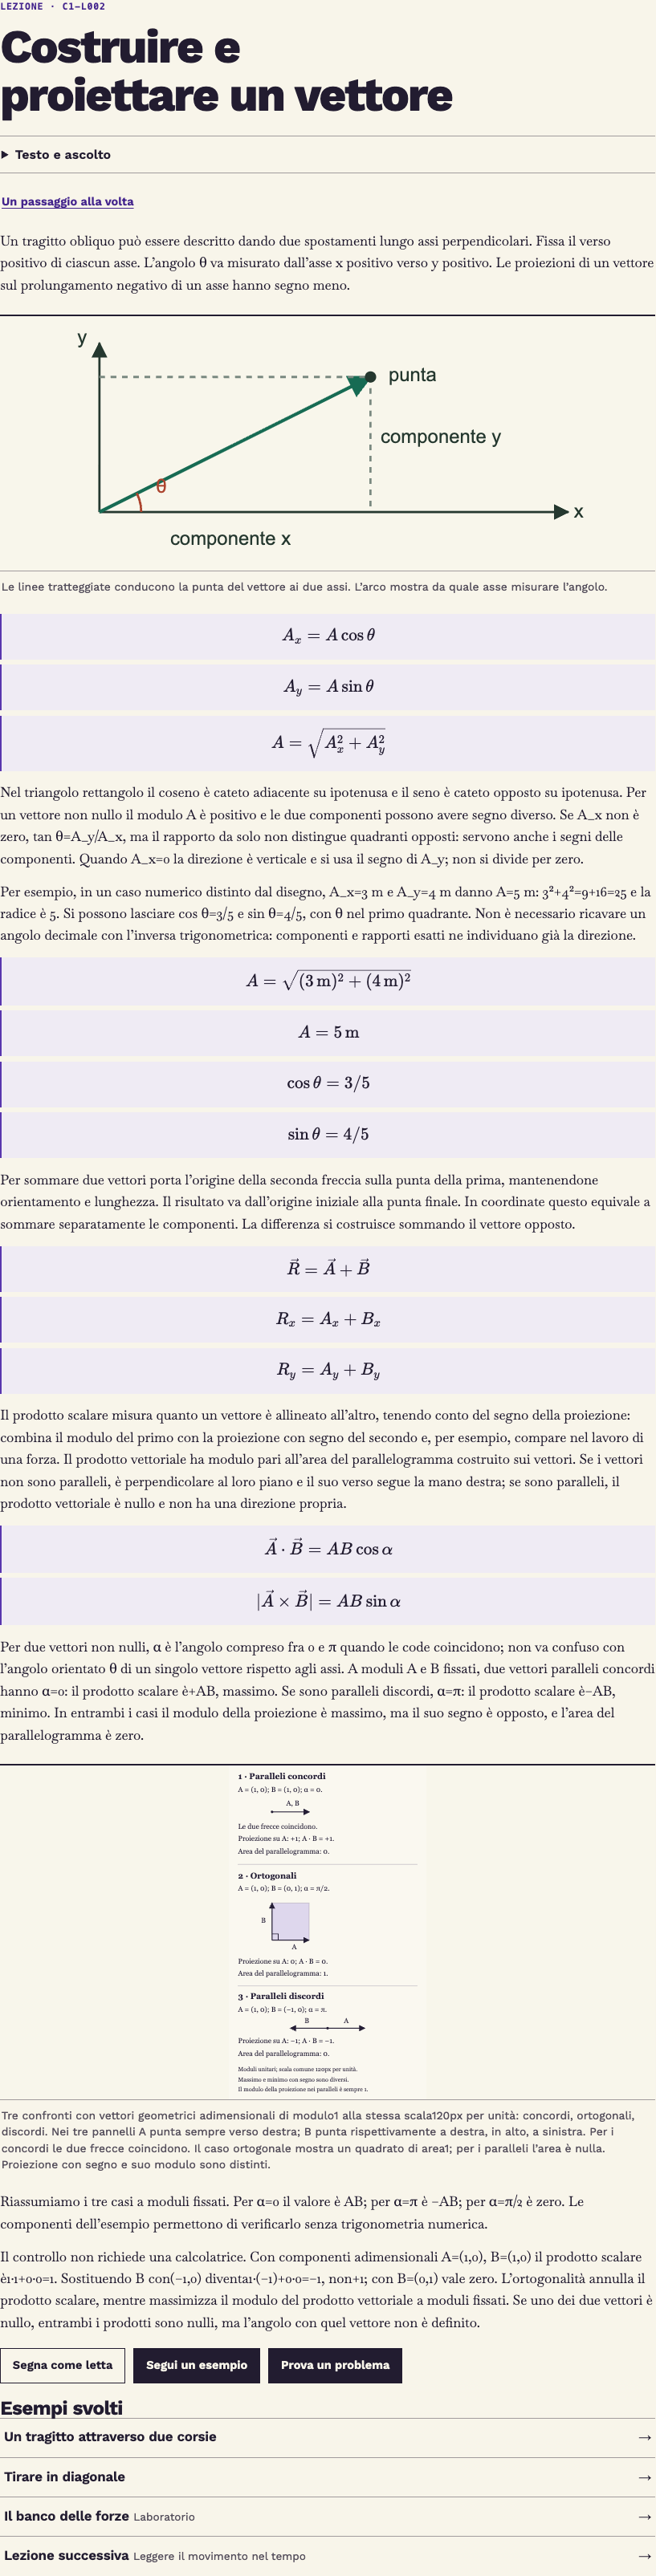 LEZIONE · C1–L002
Costruire e
proiettare un vettore
▶ Testo e ascolto
Un passaggio alla volta
Un tragitto obliquo può essere descritto dando due spostamenti lungo assi perpendicolari. Fissa il verso
positivo di ciascun asse. L’angolo θ va misurato dall’asse x positivo verso y positivo. Le proiezioni di un vettore
sul prolungamento negativo di un asse hanno segno meno.
y
punta
componente y
θ
x
componente x
Le linee tratteggiate conducono la punta del vettore ai due assi. L’arco mostra da quale asse misurare l’angolo.
A_x = A cos θ
A_y = A sin θ
A = √(A_x² + A_y²)
Nel triangolo rettangolo il coseno è cateto adiacente su ipotenusa e il seno è cateto opposto su ipotenusa. Per
un vettore non nullo il modulo A è positivo e le due componenti possono avere segno diverso. Se A_x non è
zero, tan θ=A_y/A_x, ma il rapporto da solo non distingue quadranti opposti: servono anche i segni delle
componenti. Quando A_x=0 la direzione è verticale e si usa il segno di A_y; non si divide per zero.
Per esempio, in un caso numerico distinto dal disegno, A_x=3 m e A_y=4 m danno A=5 m: 3²+4²=9+16=25 e la
radice è 5. Si possono lasciare cos θ=3/5 e sin θ=4/5, con θ nel primo quadrante. Non è necessario ricavare un
angolo decimale con l’inversa trigonometrica: componenti e rapporti esatti ne individuano già la direzione.
A = √((3 m)² + (4 m)²)
A = 5 m
cos θ = 3/5
sin θ = 4/5
Per sommare due vettori porta l’origine della seconda freccia sulla punta della prima, mantenendone
orientamento e lunghezza. Il risultato va dall’origine iniziale alla punta finale. In coordinate questo equivale a
sommare separatamente le componenti. La differenza si costruisce sommando il vettore opposto.
R⃗ = A⃗ + B⃗
R_x = A_x + B_x
R_y = A_y + B_y
Il prodotto scalare misura quanto un vettore è allineato all’altro, tenendo conto del segno della proiezione:
combina il modulo del primo con la proiezione con segno del secondo e, per esempio, compare nel lavoro di
una forza. Il prodotto vettoriale ha modulo pari all’area del parallelogramma costruito sui vettori. Se i vettori
non sono paralleli, è perpendicolare al loro piano e il suo verso segue la mano destra; se sono paralleli, il
prodotto vettoriale è nullo e non ha una direzione propria.
A⃗ · B⃗ = AB cos α
|A⃗ × B⃗| = AB sin α
Per due vettori non nulli, α è l’angolo compreso fra 0 e π quando le code coincidono; non va confuso con
l’angolo orientato θ di un singolo vettore rispetto agli assi. A moduli A e B fissati, due vettori paralleli concordi
hanno α=0: il prodotto scalare è+AB, massimo. Se sono paralleli discordi, α=π: il prodotto scalare è−AB,
minimo. In entrambi i casi il modulo della proiezione è massimo, ma il suo segno è opposto, e l’area del
parallelogramma è zero.
1 · Paralleli concordi
A = (1, 0); B = (1, 0); α = 0.
A, B
Le due frecce coincidono.
Proiezione su A: +1; A · B = +1.
Area del parallelogramma: 0.
2 · Ortogonali
A = (1, 0); B = (0, 1); α = π/2.
B
A
Proiezione su A: 0; A · B = 0.
Area del parallelogramma: 1.
3 · Paralleli discordi
A = (1, 0); B = (−1, 0); α = π.
B A
Proiezione su A: −1; A · B = −1.
Area del parallelogramma: 0.
Moduli unitari; scala comune 120px per unità.
Massimo e minimo con segno sono diversi.
Il modulo della proiezione nei paralleli è sempre 1.
Tre confronti con vettori geometrici adimensionali di modulo1 alla stessa scala120px per unità: concordi, ortogonali,
discordi. Nei tre pannelli A punta sempre verso destra; B punta rispettivamente a destra, in alto, a sinistra. Per i
concordi le due frecce coincidono. Il caso ortogonale mostra un quadrato di area1; per i paralleli l’area è nulla.
Proiezione con segno e suo modulo sono distinti.
Riassumiamo i tre casi a moduli fissati. Per α=0 il valore è AB; per α=π è −AB; per α=π/2 è zero. Le
componenti dell’esempio permettono di verificarlo senza trigonometria numerica.
Il controllo non richiede una calcolatrice. Con componenti adimensionali A=(1,0), B=(1,0) il prodotto scalare
è1·1+0·0=1. Sostituendo B con(−1,0) diventa1·(−1)+0·0=−1, non+1; con B=(0,1) vale zero. L’ortogonalità annulla il
prodotto scalare, mentre massimizza il modulo del prodotto vettoriale a moduli fissati. Se uno dei due vettori è
nullo, entrambi i prodotti sono nulli, ma l’angolo con quel vettore non è definito.
Segna come letta Segui un esempio Prova un problema
Esempi svolti
Un tragitto attraverso due corsie →
Tirare in diagonale →
Il banco delle forze Laboratorio →
Lezione successiva Leggere il movimento nel tempo →